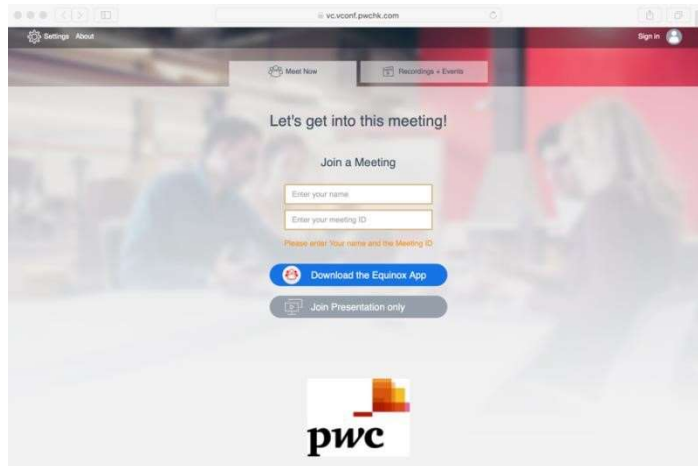 vc.vconf.pwchk.com
Settings About
Sign in
Meet Now
Recordings + Events
Let's get into this meeting!
Join a Meeting
Enter your name
Enter your meeting ID
Please enter Your name and the Meeting ID
Download the Equinox App
Join Presentation only
pwc